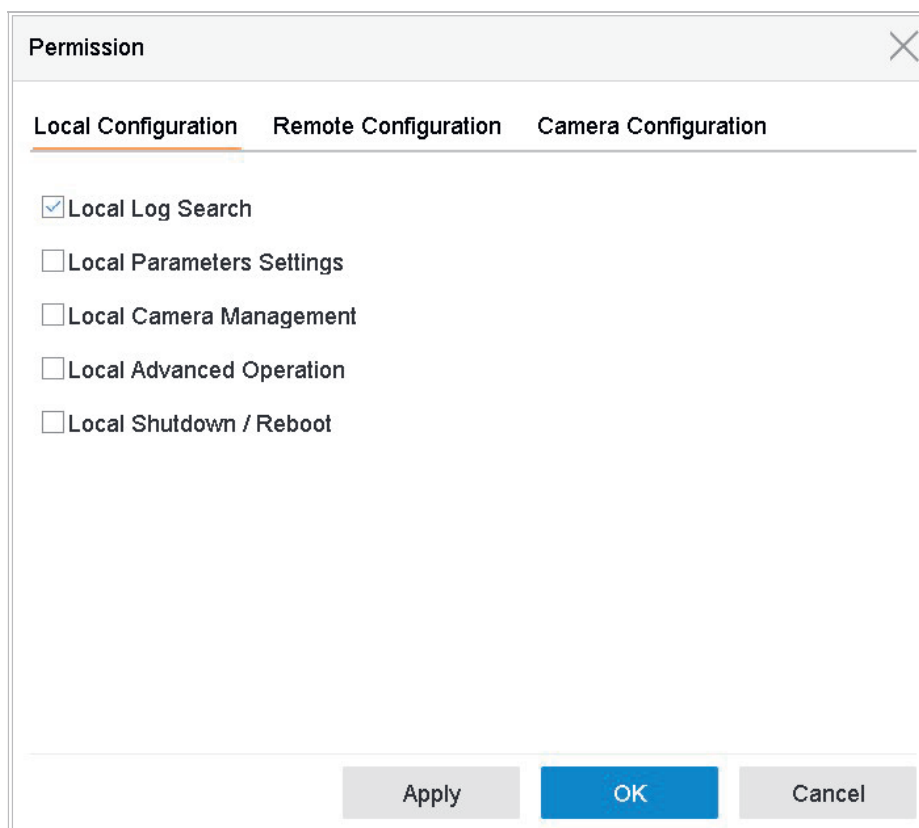 Permission
Local Configuration Remote Configuration Camera Configuration
Local Log Search
Local Parameters Settings
Local Camera Management
Local Advanced Operation
Local Shutdown / Reboot
Apply OK Cancel